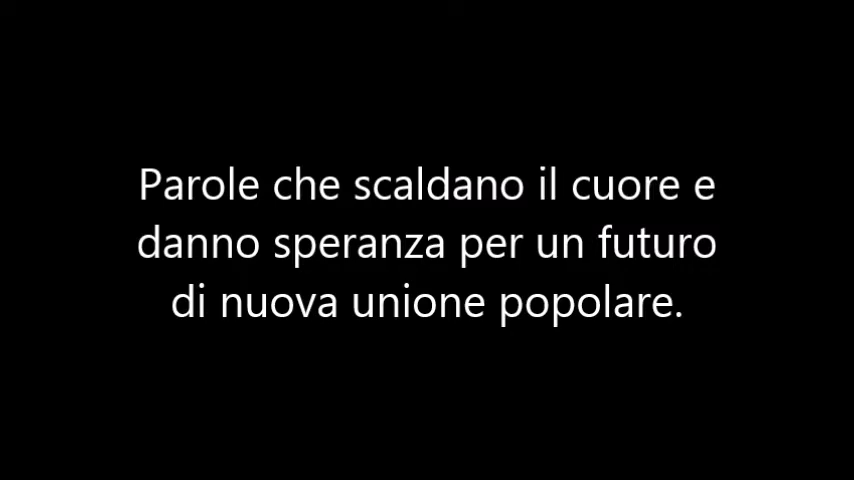 Parole che scaldano il cuore e
danno speranza per un futuro
di nuova unione popolare.